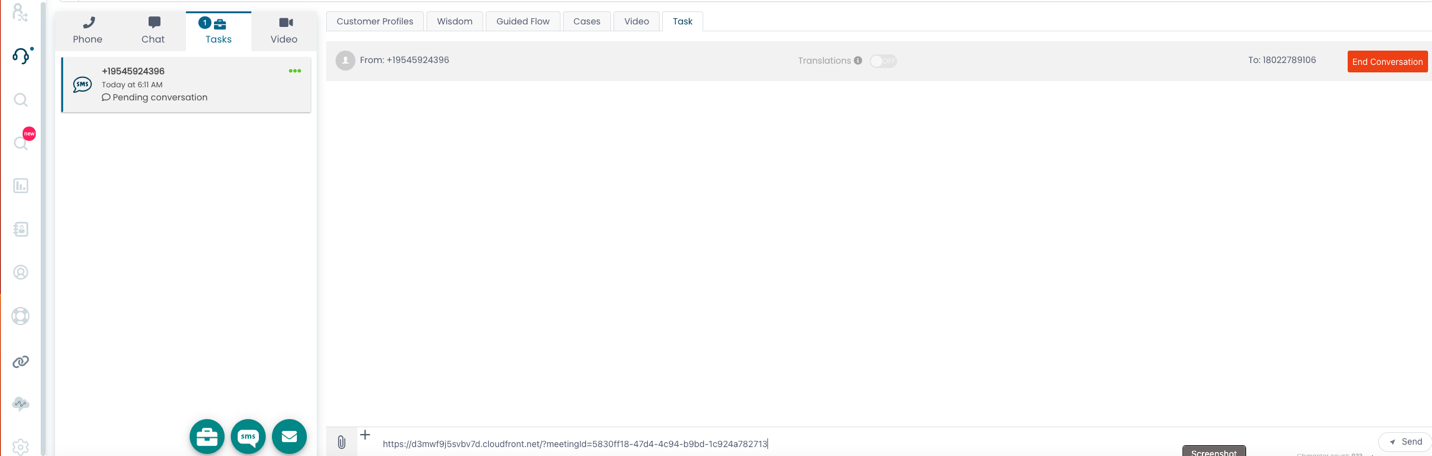 Phone
Chat
1
Tasks
Video
Customer Profiles
Wisdom
Guided Flow
Cases
Video
Task
new
SMS
+19545924396
Today at 6:11 AM
Pending conversation
From: +19545924396
Translations
OFF
To: 18022789106
End Conversation
sms
https://d3mwf9j5svbv7d.cloudfront.net/?meetingId=5830ff18-47d4-4c94-b9bd-1c924a782713
Send
Screenshot